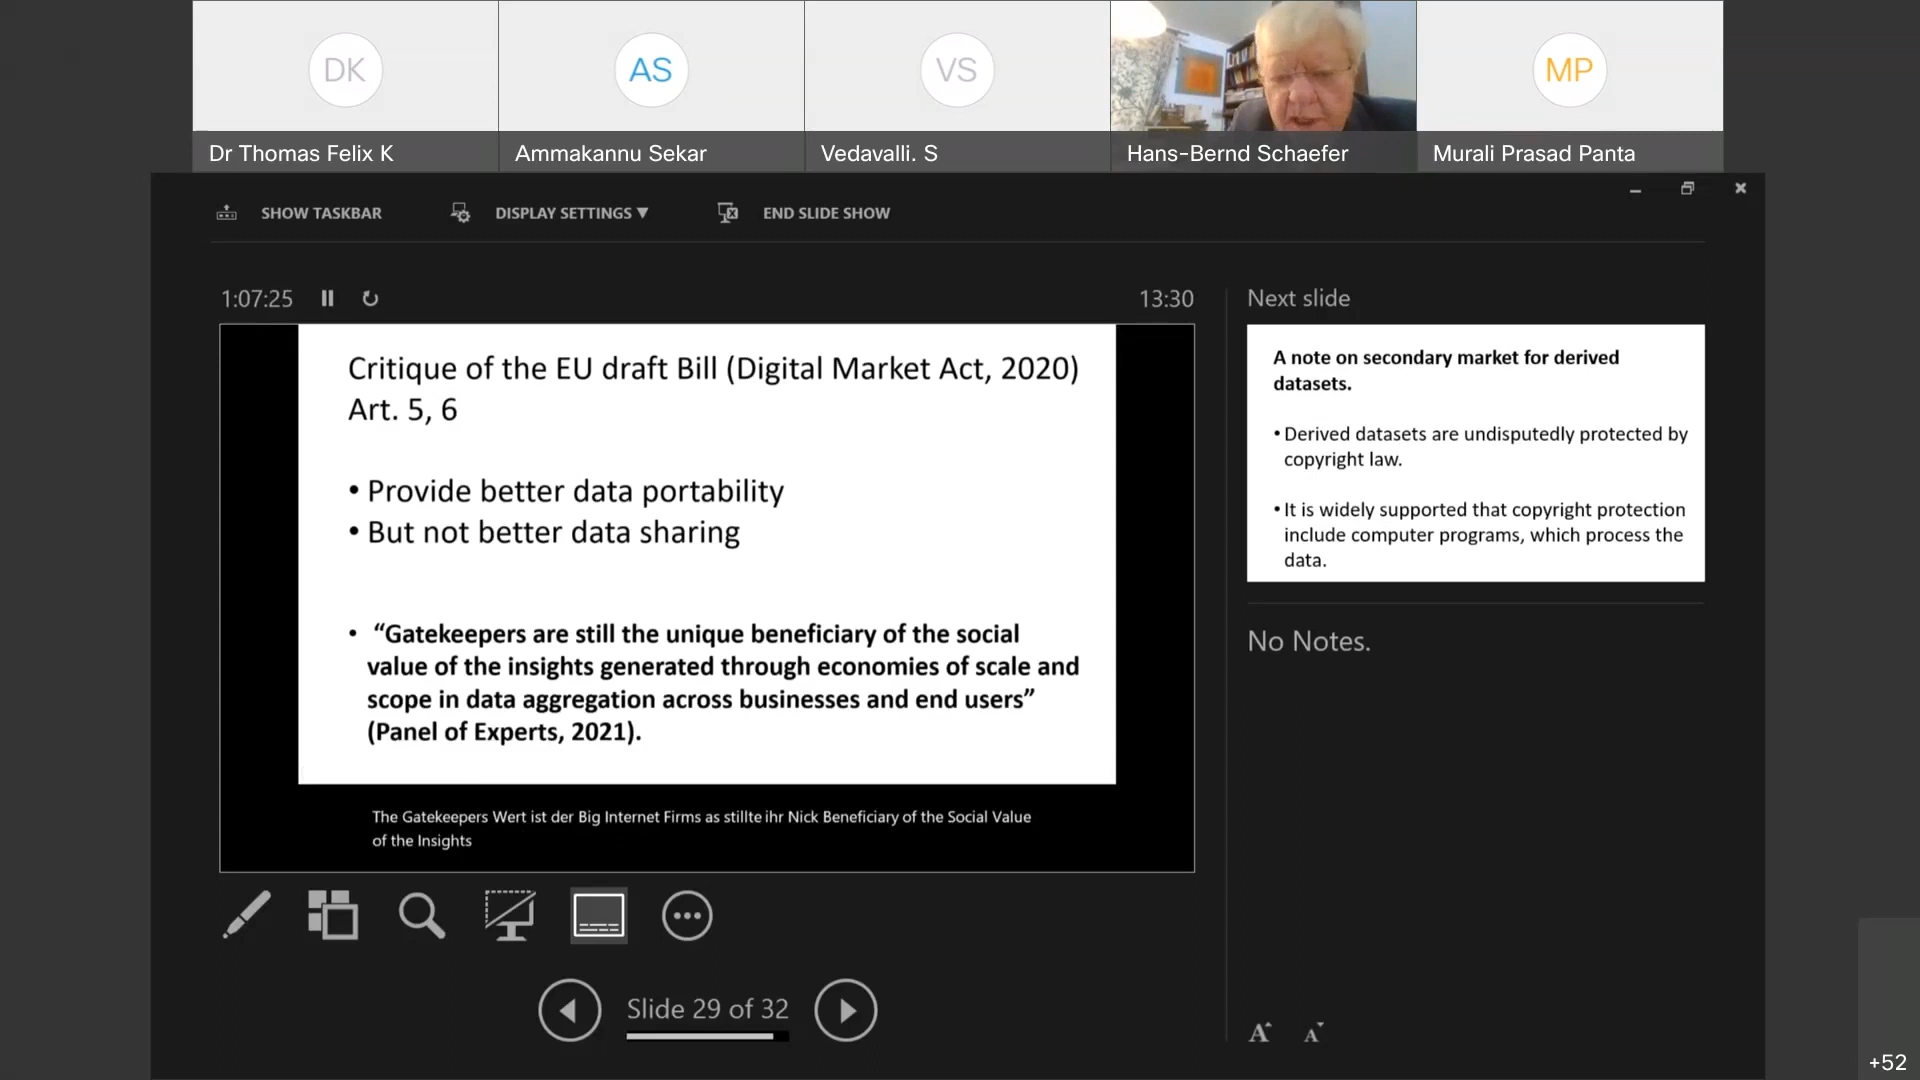 DK
AS
VS
MP
Dr Thomas Felix K
Ammakannu Sekar
Vedavalli. S
Hans-Bernd Schaefer
Murali Prasad Panta
SHOW TASKBAR
DISPLAY SETTINGS ▼
END SLIDE SHOW
1:07:25
13:30
Critique of the EU draft Bill (Digital Market Act, 2020)
Art. 5, 6
• Provide better data portability
• But not better data sharing
• “Gatekeepers are still the unique beneficiary of the social
value of the insights generated through economies of scale and
scope in data aggregation across businesses and end users”
(Panel of Experts, 2021).
The Gatekeepers Wert ist der Big Internet Firms as stillte ihr Nick Beneficiary of the Social Value
of the Insights
Slide 29 of 32
Next slide
A note on secondary market for derived
datasets.
• Derived datasets are undisputedly protected by
copyright law.
• It is widely supported that copyright protection
include computer programs, which process the
data.
No Notes.
A A
+52